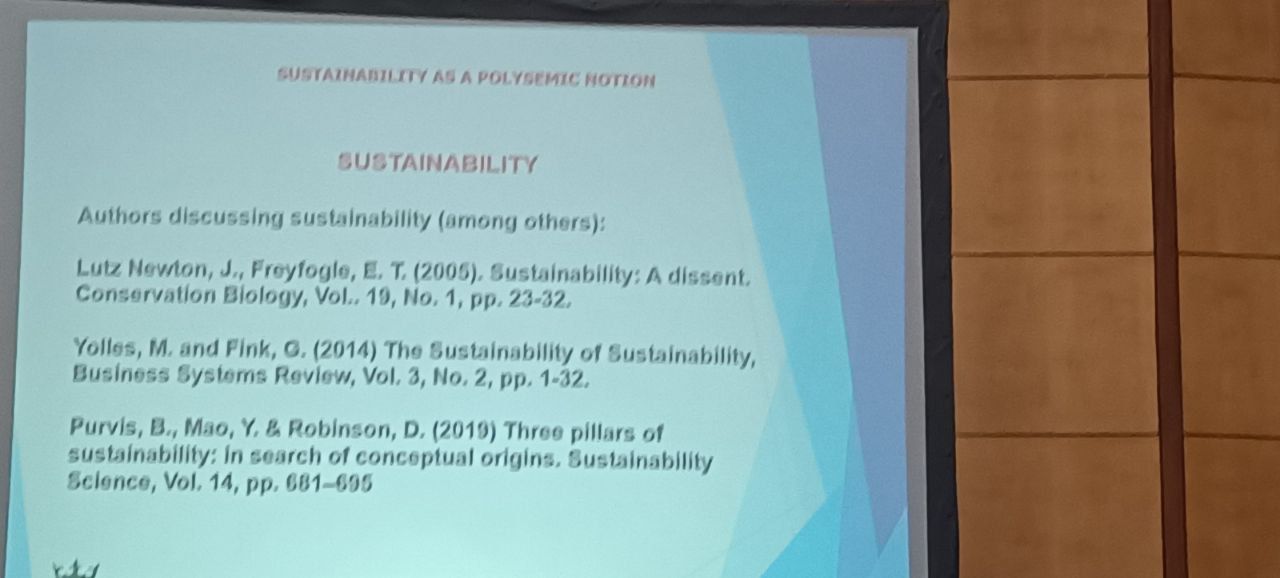 SUSTAINABILITY AS A POLYSEMIC NOTION
SUSTAINABILITY
Authors discussing sustainability (among others):
Lutz Newton, J., Freyfogle, E. T. (2005). Sustainability: A dissent.
Conservation Biology, Vol.. 19, No. 1, pp. 23-32.
Yolles, M. and Fink, G. (2014) The Sustainability of Sustainability,
Business Systems Review, Vol. 3, No. 2, pp. 1-32.
Purvis, B., Mao, Y. & Robinson, D. (2019) Three pillars of
sustainability: in search of conceptual origins. Sustainability
Science, Vol. 14, pp. 681–695